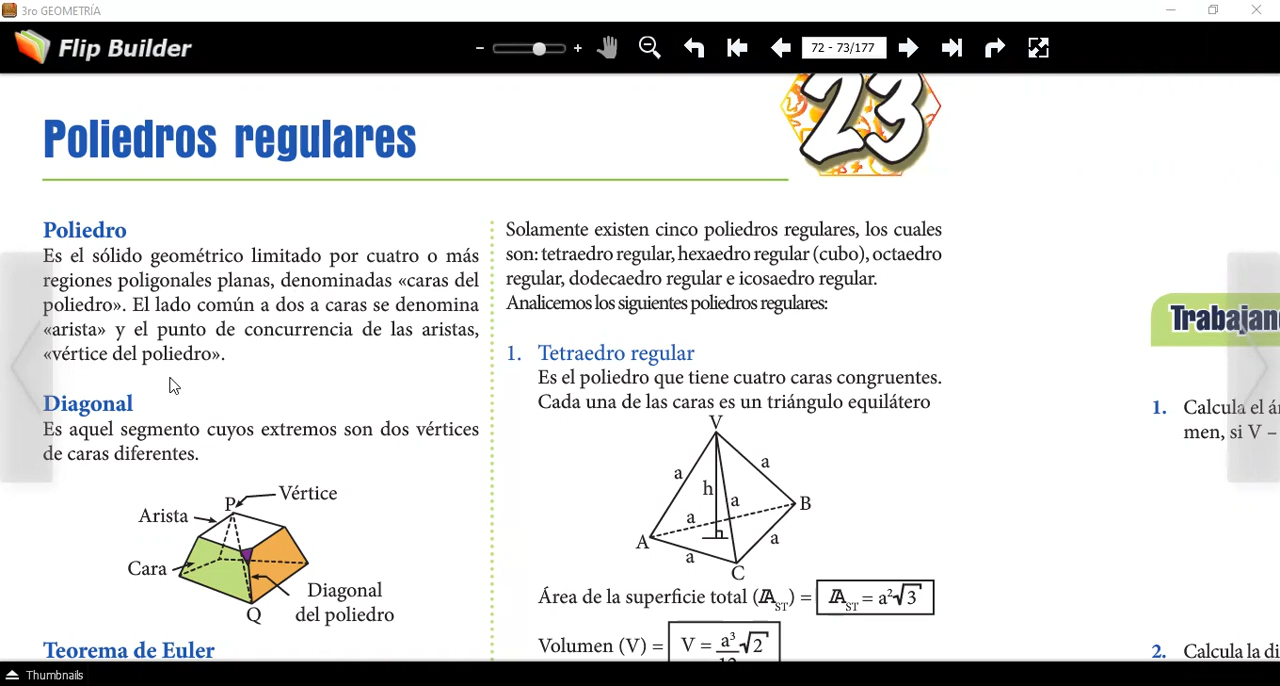 3ro GEOMETRÍA
Flip Builder
72 - 73/177
23
Poliedros regulares
Poliedro
Es el sólido geométrico limitado por cuatro o más
regiones poligonales planas, denominadas «caras del
poliedro». El lado común a dos a caras se denomina
«arista» y el punto de concurrencia de las aristas,
«vértice del poliedro».
Diagonal
Es aquel segmento cuyos extremos son dos vértices
de caras diferentes.
P
Vértice
Arista
Cara
Diagonal
del poliedro
Q
Teorema de Euler
Solamente existen cinco poliedros regulares, los cuales
son: tetraedro regular, hexaedro regular (cubo), octaedro
regular, dodecaedro regular e icosaedro regular.
Analicemos los siguientes poliedros regulares:
1. Tetraedro regular
Es el poliedro que tiene cuatro caras congruentes.
Cada una de las caras es un triángulo equilátero
V
a
a
h
a
B
a
A
a
a
C
Área de la superficie total (A_ST) = A_ST = a²√3
Volumen (V) = V = a³√2
Trabajan
1. Calcula el ár
men, si V –
2. Calcula la di
Thumbnails